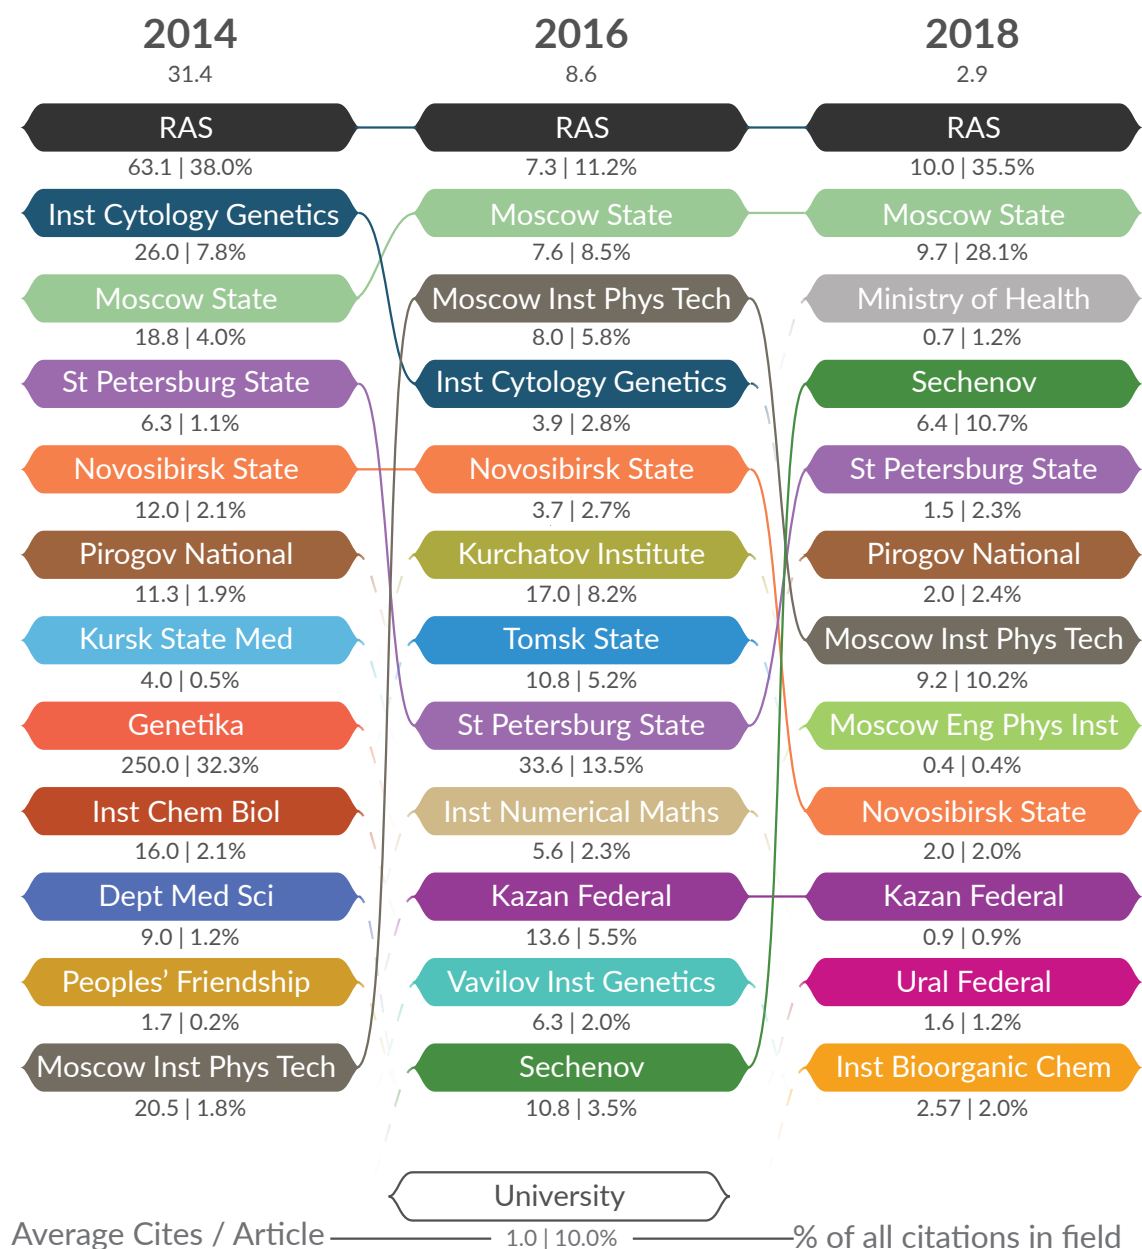 2014 2016 2018
31.4 8.6 2.9
RAS RAS RAS
63.1 | 38.0% 7.3 | 11.2% 10.0 | 35.5%
Inst Cytology Genetics Moscow State Moscow State
26.0 | 7.8% 7.6 | 8.5% 9.7 | 28.1%
Moscow State Moscow Inst Phys Tech Ministry of Health
18.8 | 4.0% 8.0 | 5.8% 0.7 | 1.2%
St Petersburg State Inst Cytology Genetics Sechenov
6.3 | 1.1% 3.9 | 2.8% 6.4 | 10.7%
Novosibirsk State Novosibirsk State St Petersburg State
12.0 | 2.1% 3.7 | 2.7% 1.5 | 2.3%
Pirogov National Kurchatov Institute Pirogov National
11.3 | 1.9% 17.0 | 8.2% 2.0 | 2.4%
Kursk State Med Tomsk State Moscow Inst Phys Tech
4.0 | 0.5% 10.8 | 5.2% 9.2 | 10.2%
Genetika St Petersburg State Moscow Eng Phys Inst
250.0 | 32.3% 33.6 | 13.5% 0.4 | 0.4%
Inst Chem Biol Inst Numerical Maths Novosibirsk State
16.0 | 2.1% 5.6 | 2.3% 2.0 | 2.0%
Dept Med Sci Kazan Federal Kazan Federal
9.0 | 1.2% 13.6 | 5.5% 0.9 | 0.9%
Peoples’ Friendship Vavilov Inst Genetics Ural Federal
1.7 | 0.2% 6.3 | 2.0% 1.6 | 1.2%
Moscow Inst Phys Tech Sechenov Inst Bioorganic Chem
20.5 | 1.8% 10.8 | 3.5% 2.57 | 2.0%
University
Average Cites / Article 1.0 | 10.0% % of all citations in field